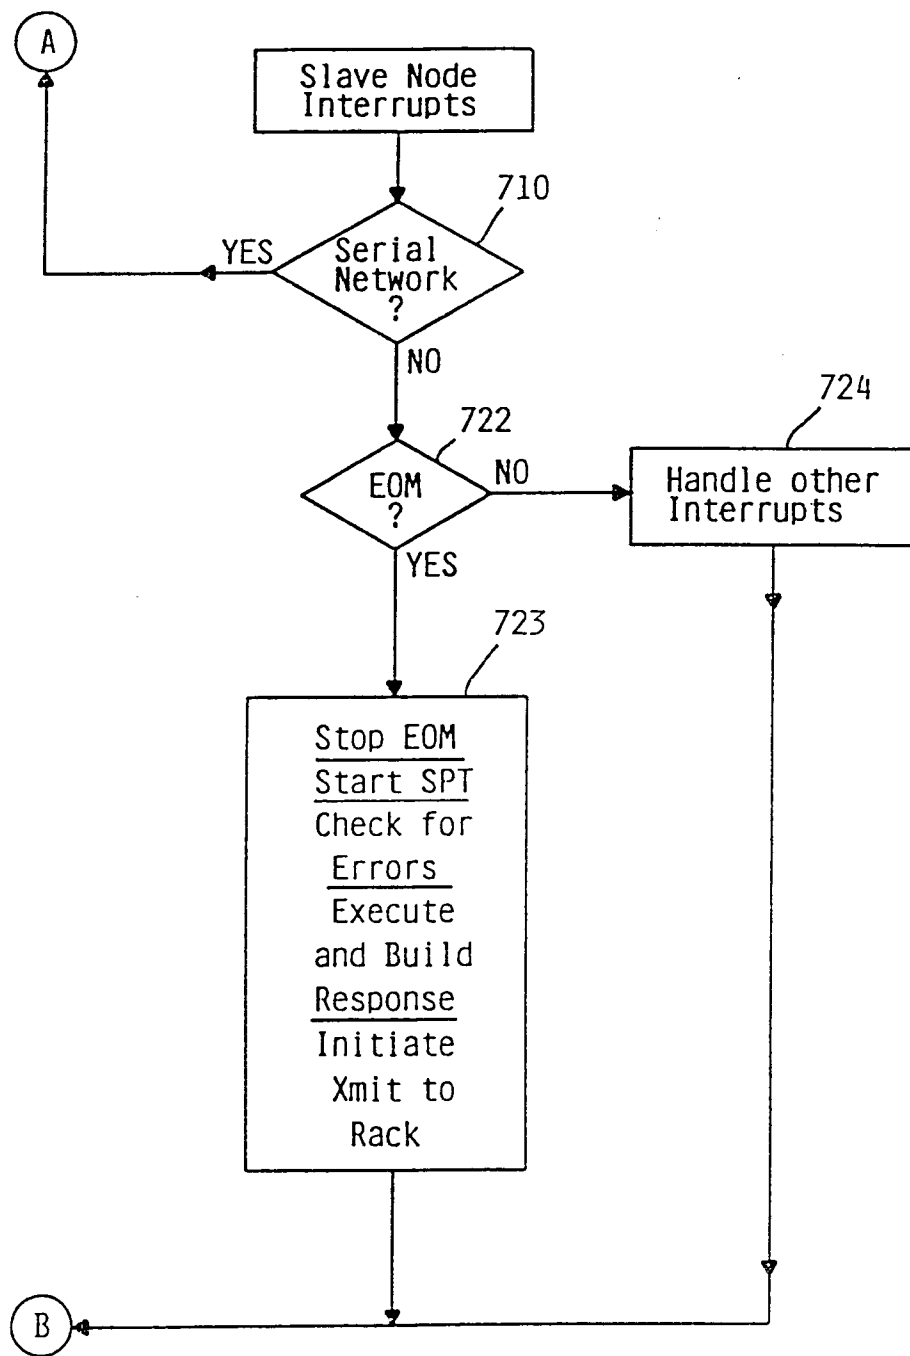 A
Slave Node
Interrupts
710
YES
Serial
Network
?
NO
724
722
NO
EOM
?
Handle other
Interrupts
YES
723
Stop EOM
Start SPT
Check for
Errors
Execute
and Build
Response
Initiate
Xmit to
Rack
B